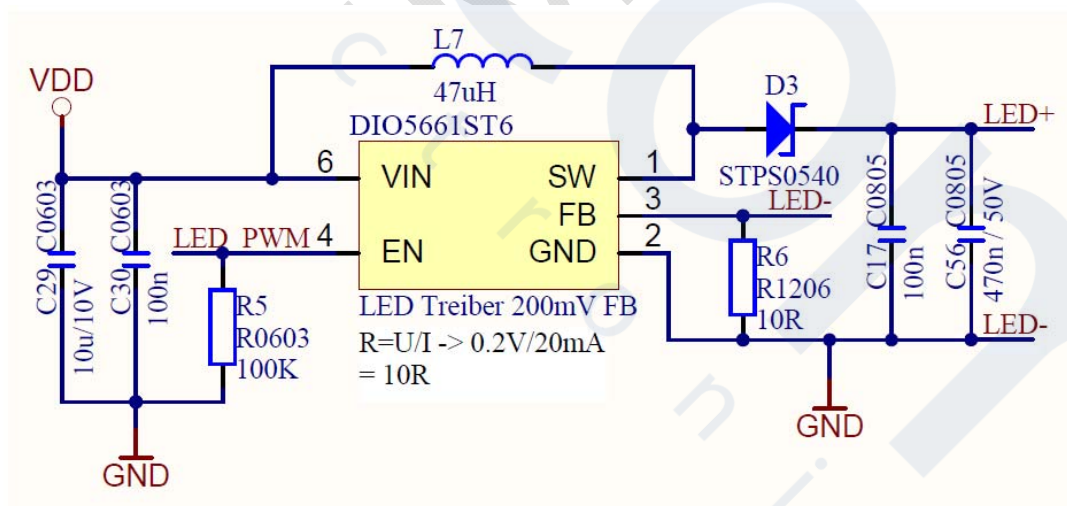 L7
47uH
VDD
D3
LED+
DIO5661ST6
STPS0540
6
VIN
SW
1
LED-
FB
3
LED_PWM
4
EN
GND
2
C29
C0603
10u/10V
C30
C0603
100n
R5
R0603
100K
LED Treiber 200mV FB
R=U/I -> 0.2V/20mA
= 10R
R6
R1206
10R
C17
C0805
100n
C56
C0805
470n / 50V
LED-
GND
GND